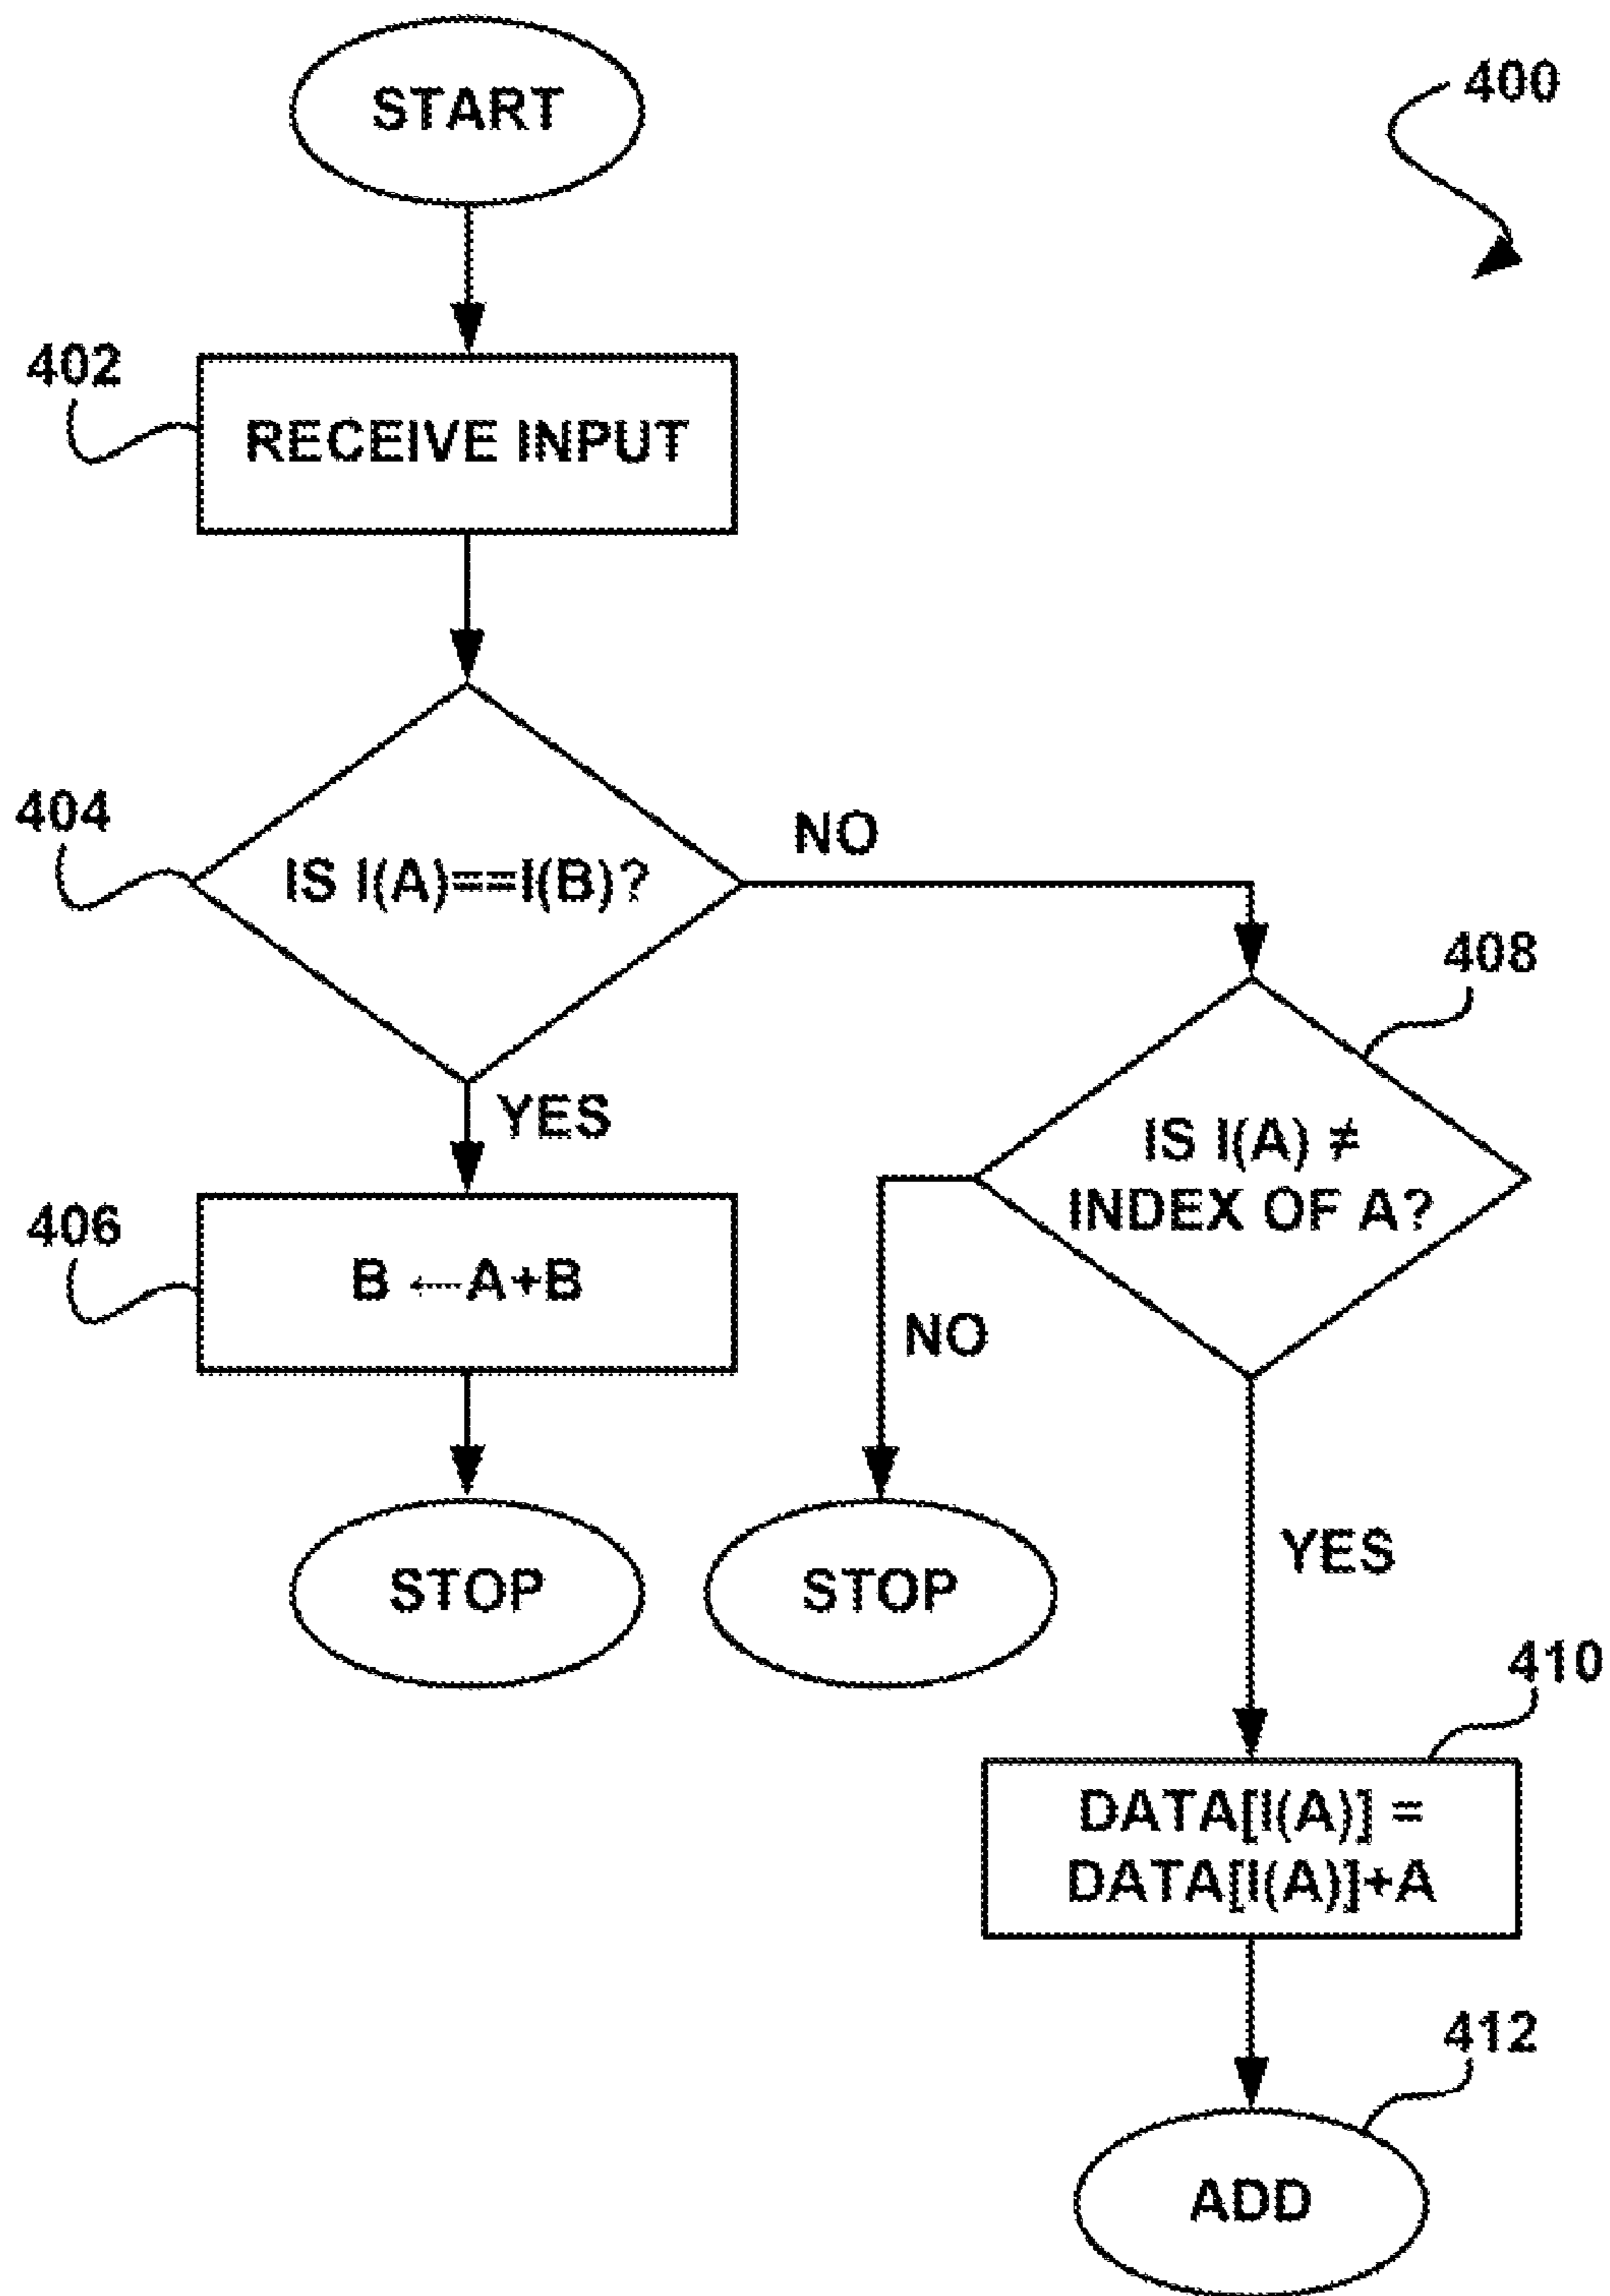 START
400
402
RECEIVE INPUT
404
IS I(A)==I(B)?
NO
408
YES
IS I(A) ≠
INDEX OF A?
406
B ←A+B
NO
STOP
STOP
YES
410
DATA[I(A)] =
DATA[I(A)]+A
412
ADD